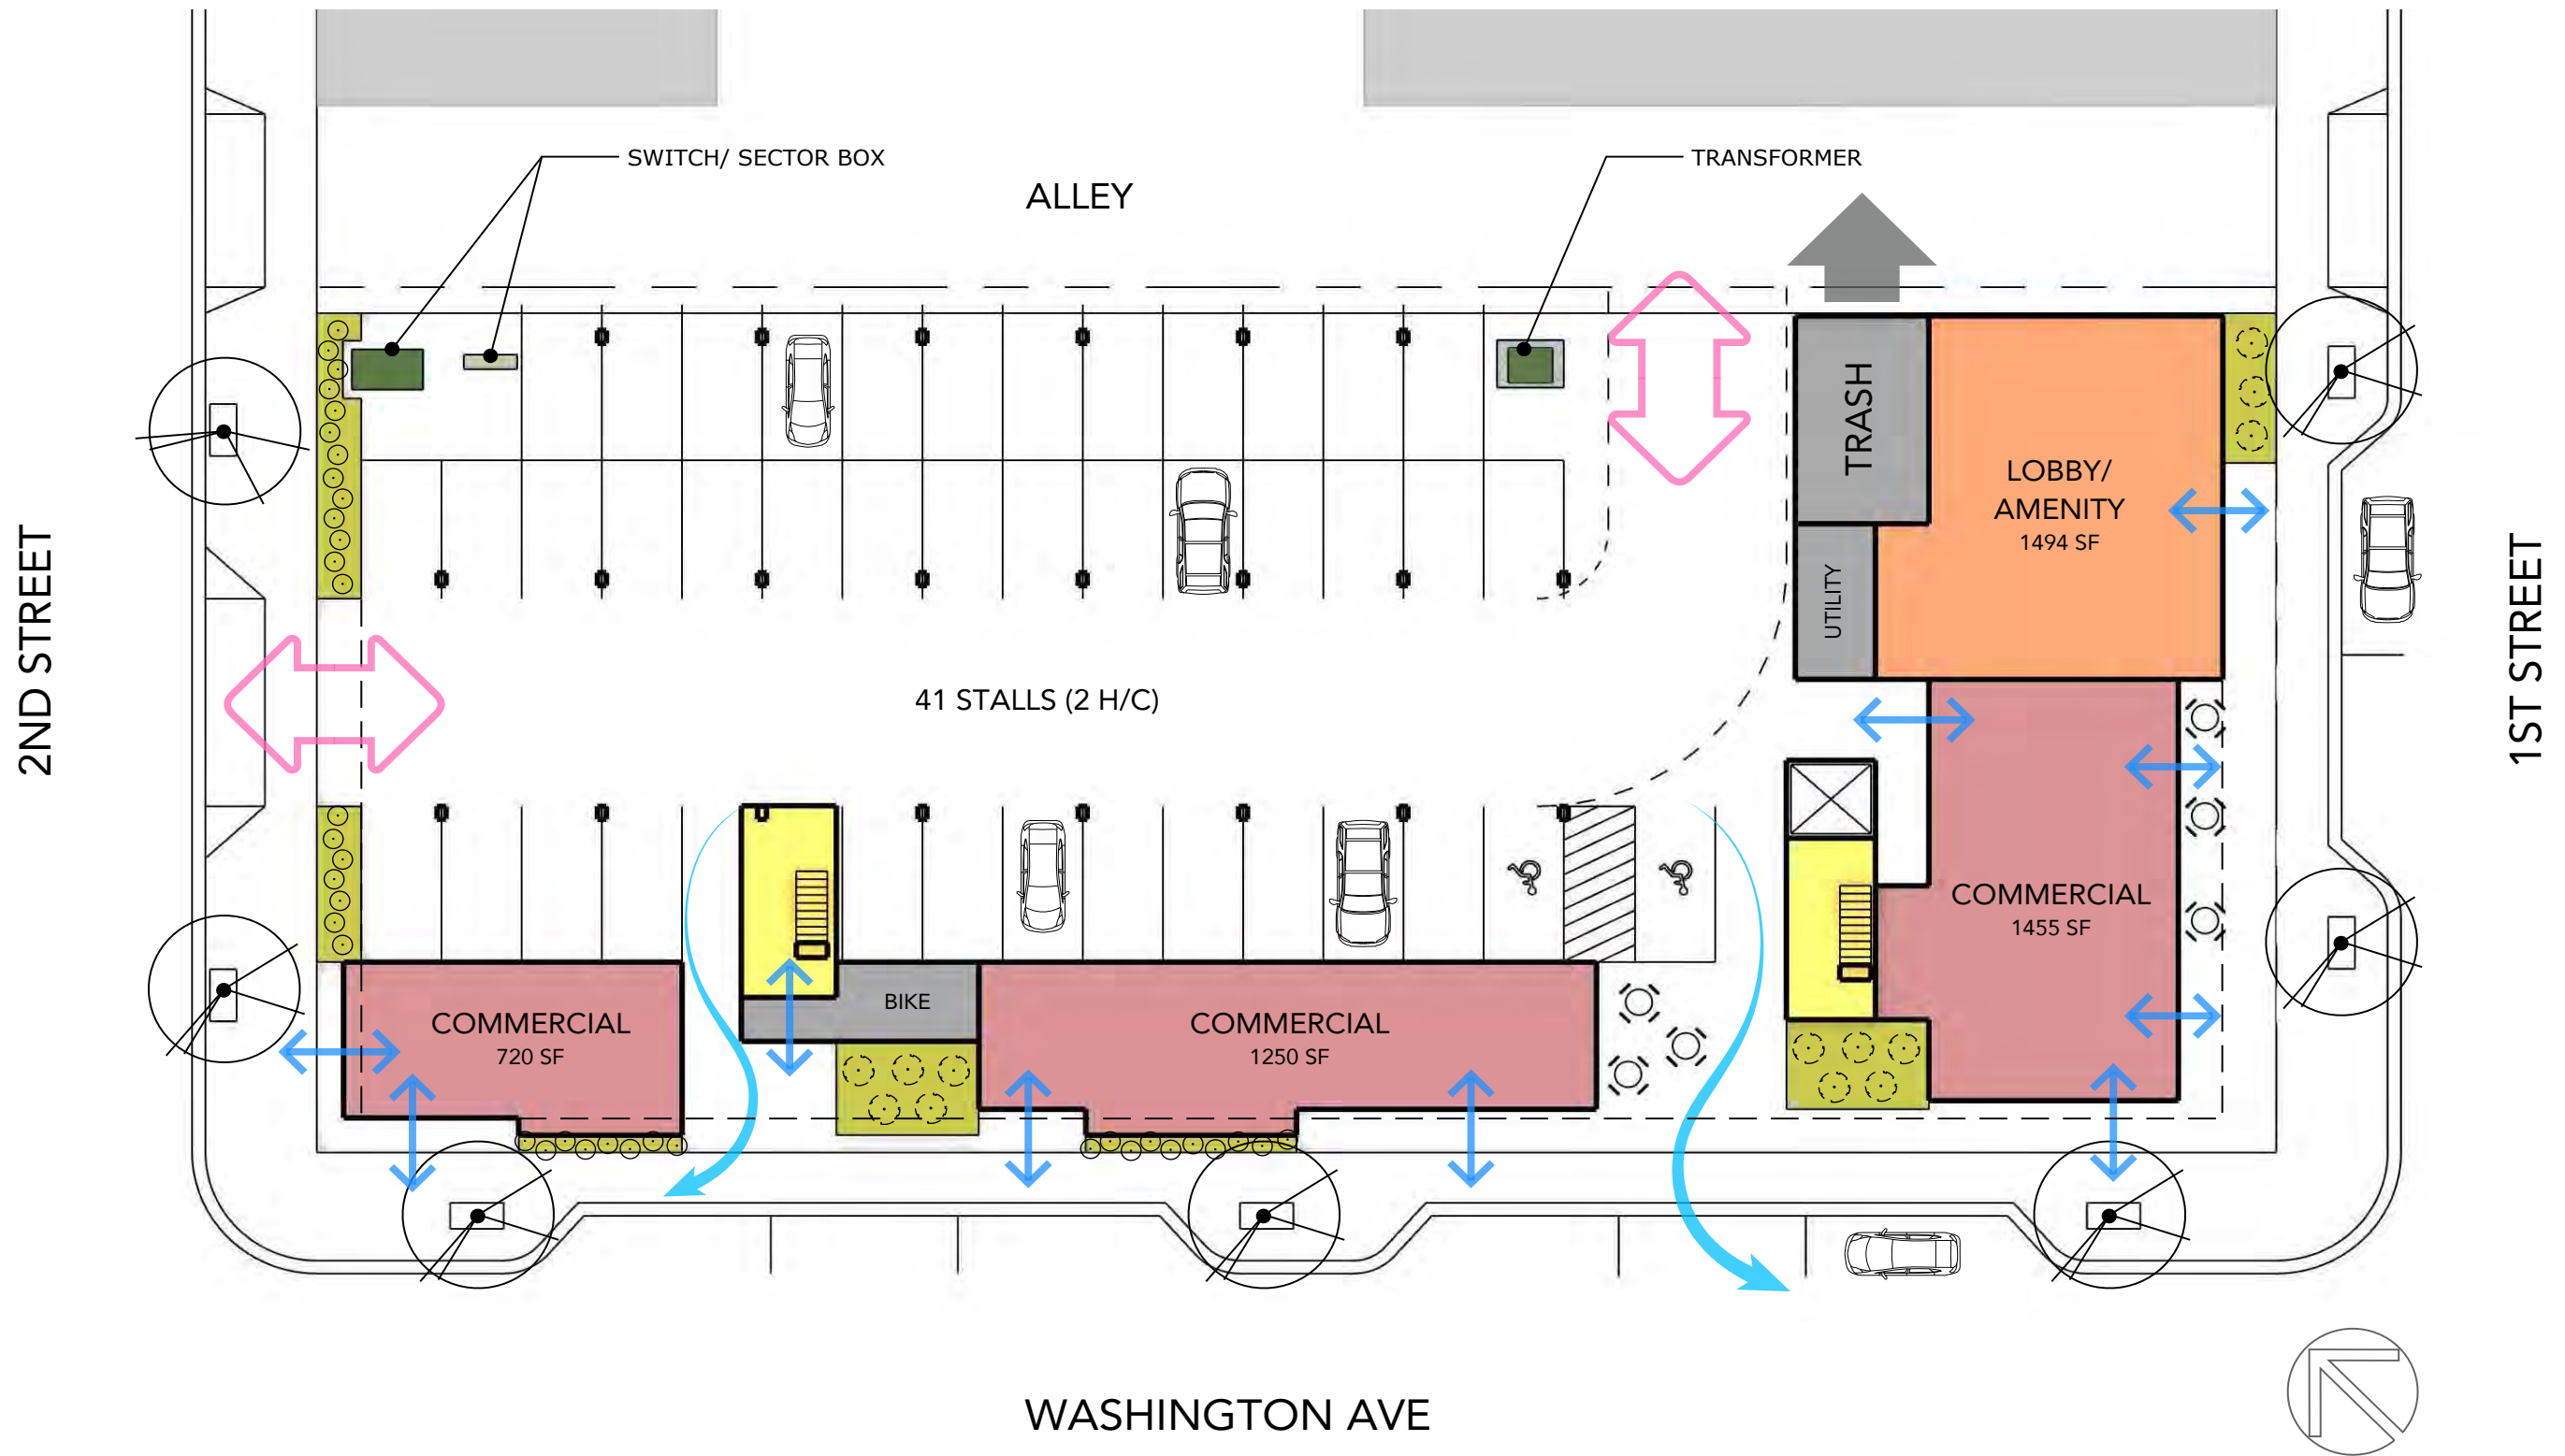 SWITCH/ SECTOR BOX
TRANSFORMER
ALLEY
TRASH
LOBBY/
AMENITY
1494 SF
UTILITY
2ND STREET
1ST STREET
41 STALLS (2 H/C)
COMMERCIAL
1455 SF
BIKE
COMMERCIAL
720 SF
COMMERCIAL
1250 SF
WASHINGTON AVE